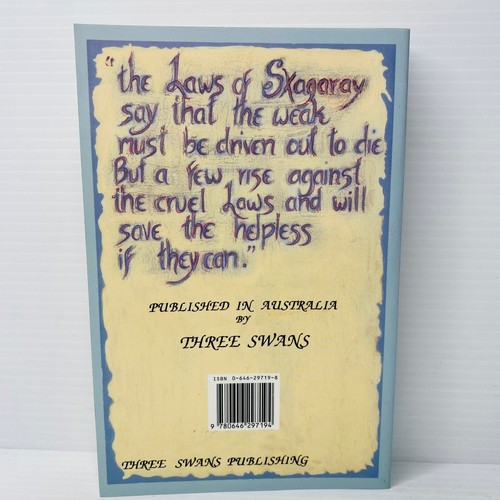 "the Laws of Skagaray
say that the weak
must be driven out to die
But a few rise against
the cruel Laws and will
save the helpless
if they can."
PUBLISHED IN AUSTRALIA
BY
THREE SWANS
ISBN 0-646-29719-8
9 780646 297194
THREE SWANS PUBLISHING